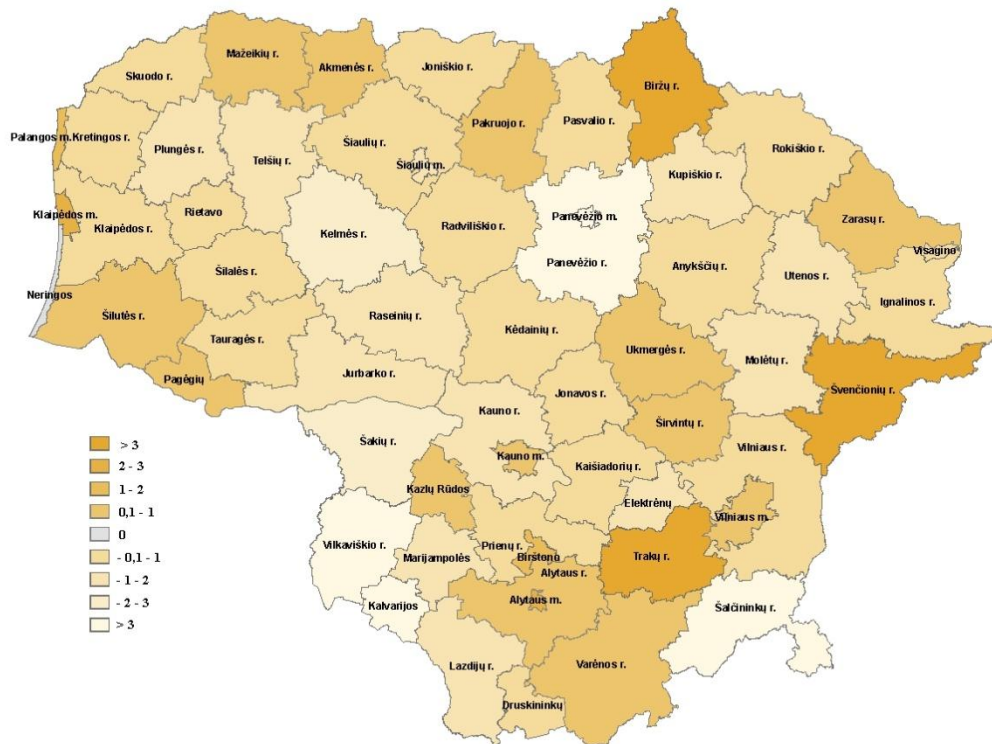 Mažeikių r.
Akmenės r.
Joniškio r.
Skuodo r.
Biržų r.
Pakruojo r.
Pasvalio r.
Palangos m.
Kretingos r.
Plungės r.
Telšių r.
Šiaulių r.
Šiaulių m.
Rokiškio r.
Kupiškio r.
Klaipėdos m.
Klaipėdos r.
Rietavo
Kelmės r.
Radviliškio r.
Panevėžio m.
Panevėžio r.
Zarasų r.
Visagino
Šilalės r.
Anykščių r.
Utenos r.
Ignalinos r.
Neringos
Šilutės r.
Tauragės r.
Raseinių r.
Kėdainių r.
Ukmergės r.
Molėtų r.
Švenčionių r.
Pagėgių
Jurbarko r.
Jonavos r.
Kauno r.
Širvintų r.
Šakių r.
Kauno m.
Kaišiadorių r.
Vilniaus r.
Kazlų Rūdos
Elektrėnų
Vilniaus m.
Vilkaviškio r.
Marijampolės
Prienų r.
Birštono
Alytaus r.
Trakų r.
Kalvarijos
Alytaus m.
Šalčininkų r.
Lazdijų r.
Varėnos r.
Druskininkų
> 3
2 - 3
1 - 2
0,1 - 1
0
- 0,1 - 1
- 1 - 2
- 2 - 3
> 3